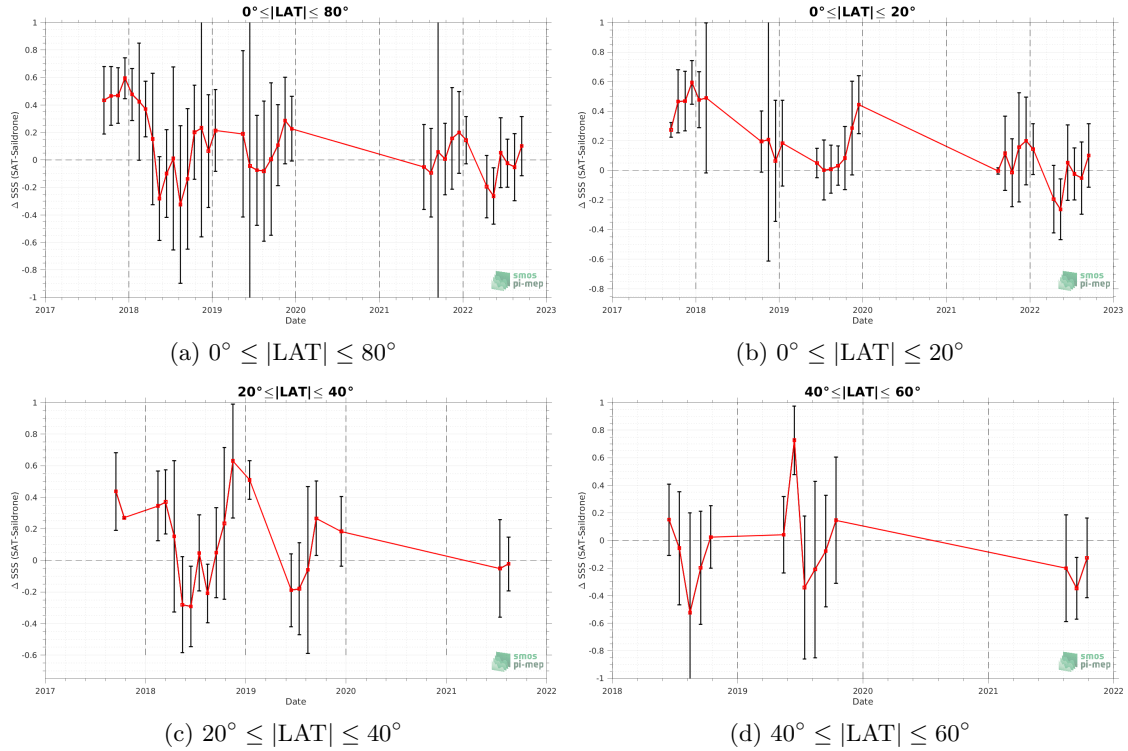 0°≤|LAT|≤ 80°
Δ SSS (SAT-Saildrone)
1
0.8
0.6
0.4
0.2
0
-0.2
-0.4
-0.6
-0.8
-1
2017
2018
2019
2020
2021
2022
2023
Date
smos
pi-mep
(a) 0° ≤ |LAT| ≤ 80°
0°≤|LAT|≤ 20°
Δ SSS (SAT-Saildrone)
1
0.8
0.6
0.4
0.2
0
-0.2
-0.4
-0.6
-0.8
2017
2018
2019
2020
2021
2022
2023
Date
smos
pi-mep
(b) 0° ≤ |LAT| ≤ 20°
20°≤|LAT|≤ 40°
Δ SSS (SAT-Saildrone)
1
0.8
0.6
0.4
0.2
0
-0.2
-0.4
-0.6
2017
2018
2019
2020
2021
2022
Date
smos
pi-mep
(c) 20° ≤ |LAT| ≤ 40°
40°≤|LAT|≤ 60°
Δ SSS (SAT-Saildrone)
1
0.8
0.6
0.4
0.2
0
-0.2
-0.4
-0.6
-0.8
-1
2018
2019
2020
2021
2022
Date
smos
pi-mep
(d) 40° ≤ |LAT| ≤ 60°